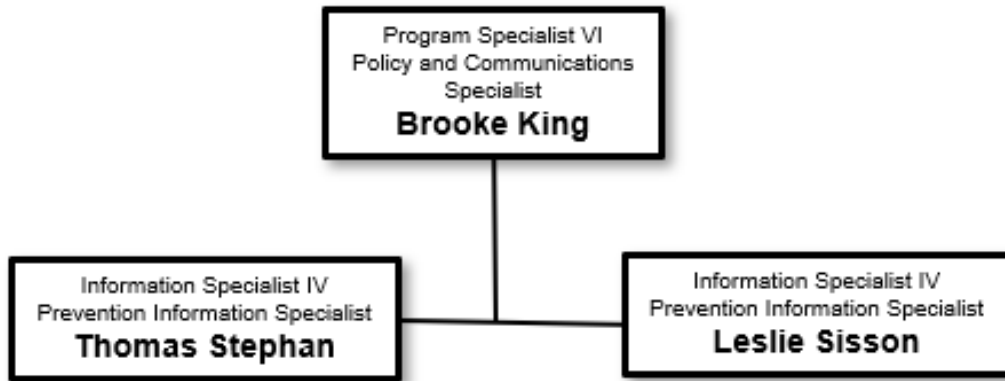 Program Specialist VI
Policy and Communications
Specialist
Brooke King
Information Specialist IV
Prevention Information Specialist
Thomas Stephan
Information Specialist IV
Prevention Information Specialist
Leslie Sisson